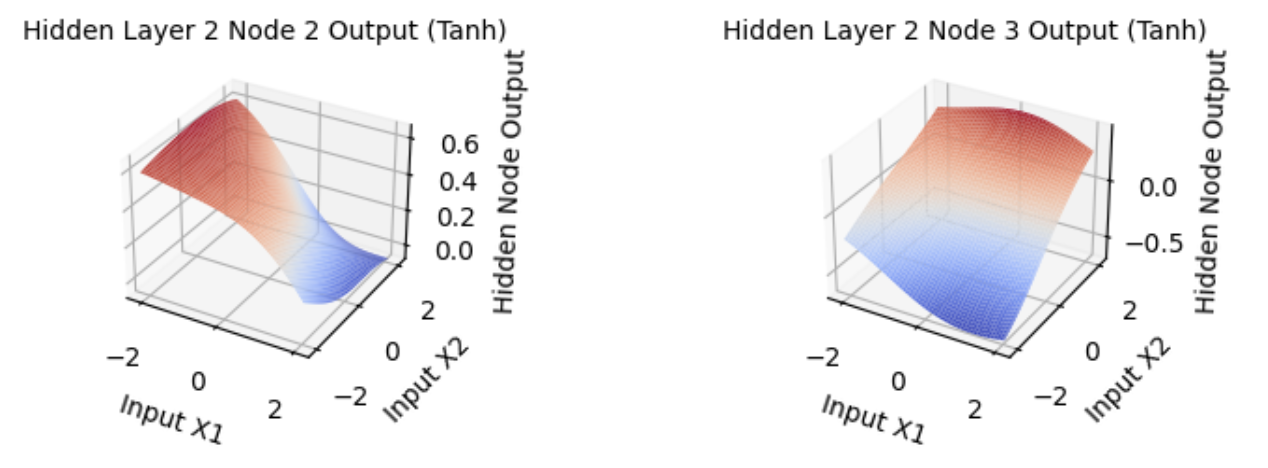 Hidden Layer 2 Node 2 Output (Tanh)
0.6
0.4
0.2
0.0
Hidden Node Output
−2
0
2
Input X1
−2
0
2
Input X2
Hidden Layer 2 Node 3 Output (Tanh)
0.0
−0.5
Hidden Node Output
−2
0
2
Input X1
−2
0
2
Input X2